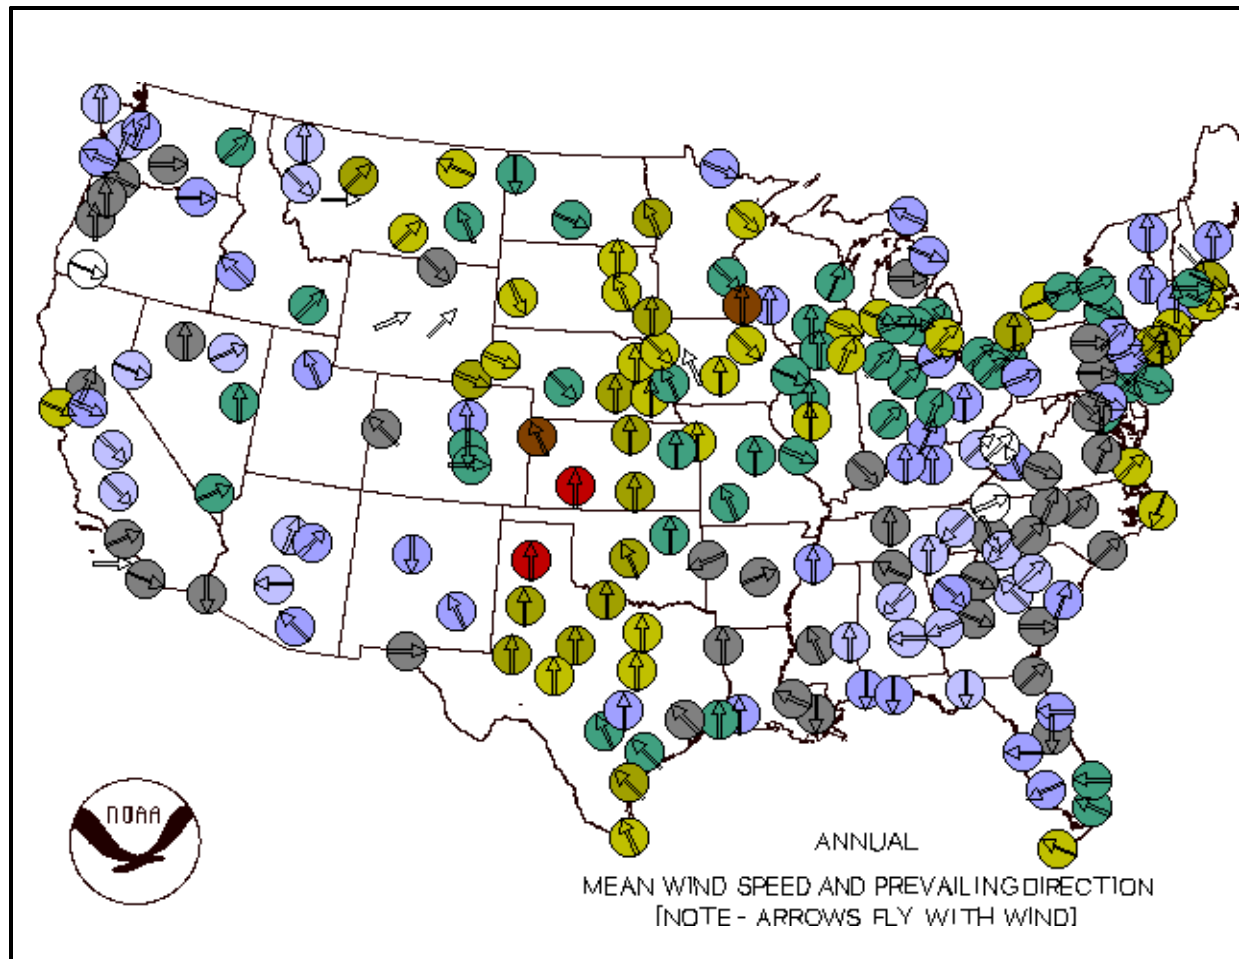 NOAA
ANNUAL
MEAN WIND SPEED AND PREVAILING DIRECTION
[NOTE - ARROWS FLY WITH WIND]